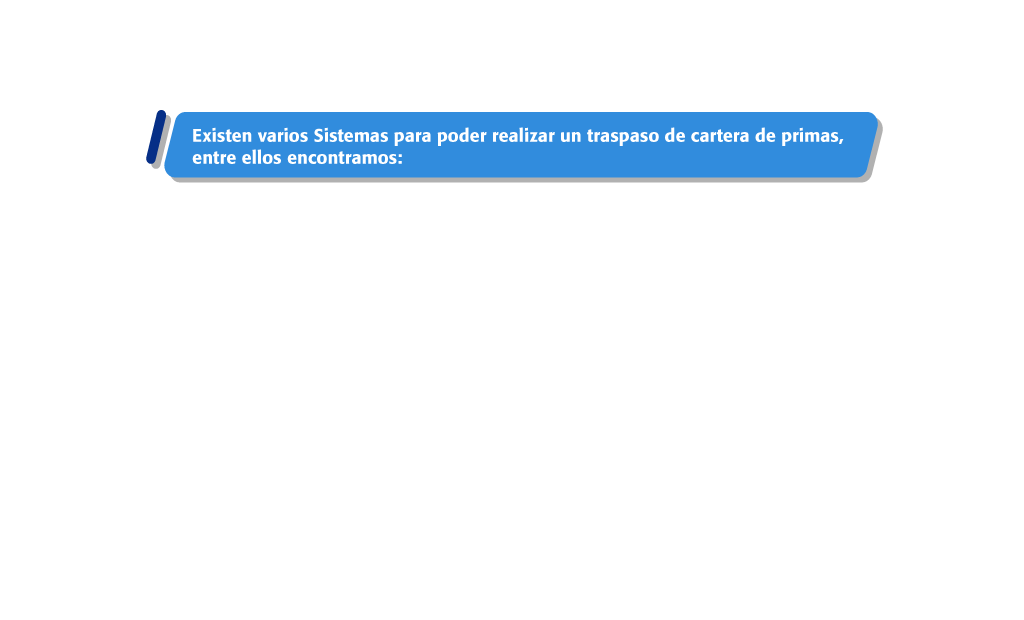 Existen varios Sistemas para poder realizar un traspaso de cartera de primas,
entre ellos encontramos: